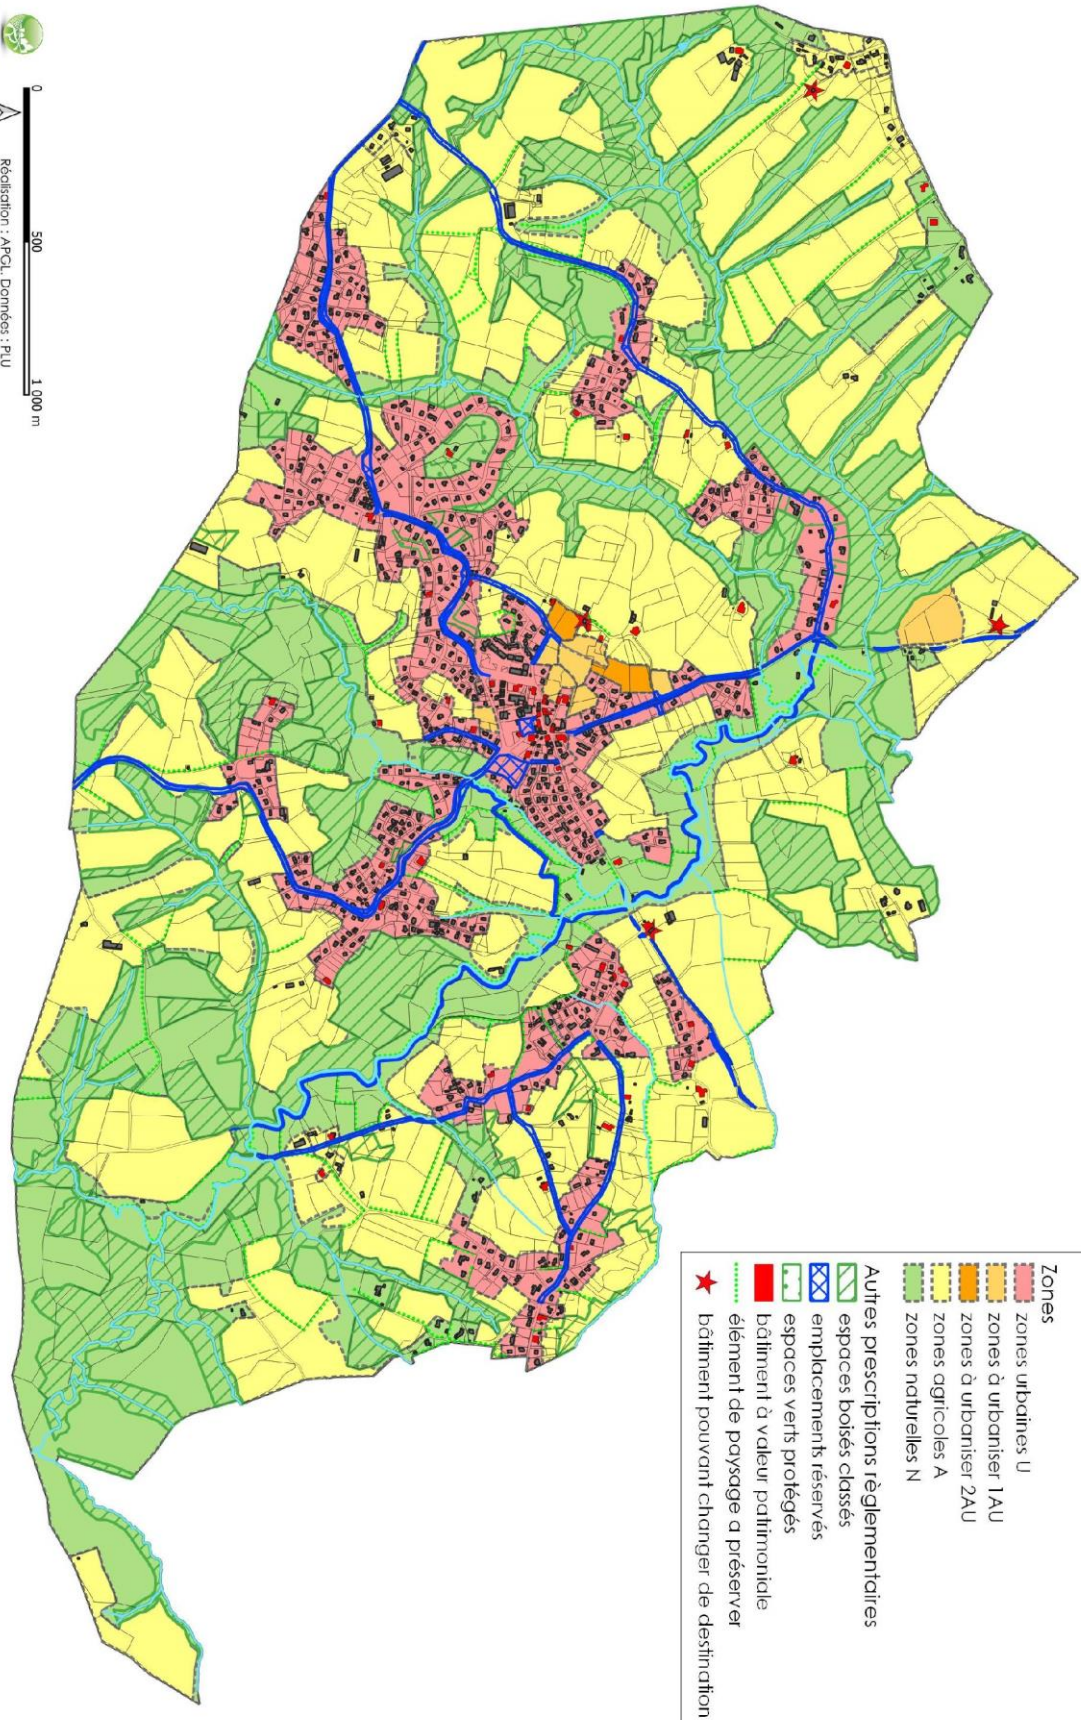 Zones
zones urbaines U
zones à urbaniser 1AU
zones à urbaniser 2AU
zones agricoles A
zones naturelles N
Autres prescriptions règlementaires
espaces boisés classés
emplacements réservés
espaces verts protégés
bâtiment à valeur patrimoniale
élément de paysage a préserver
bâtiment pouvant changer de destination
0
500
1 000 m
Réalisation : APGL. Données : PLU